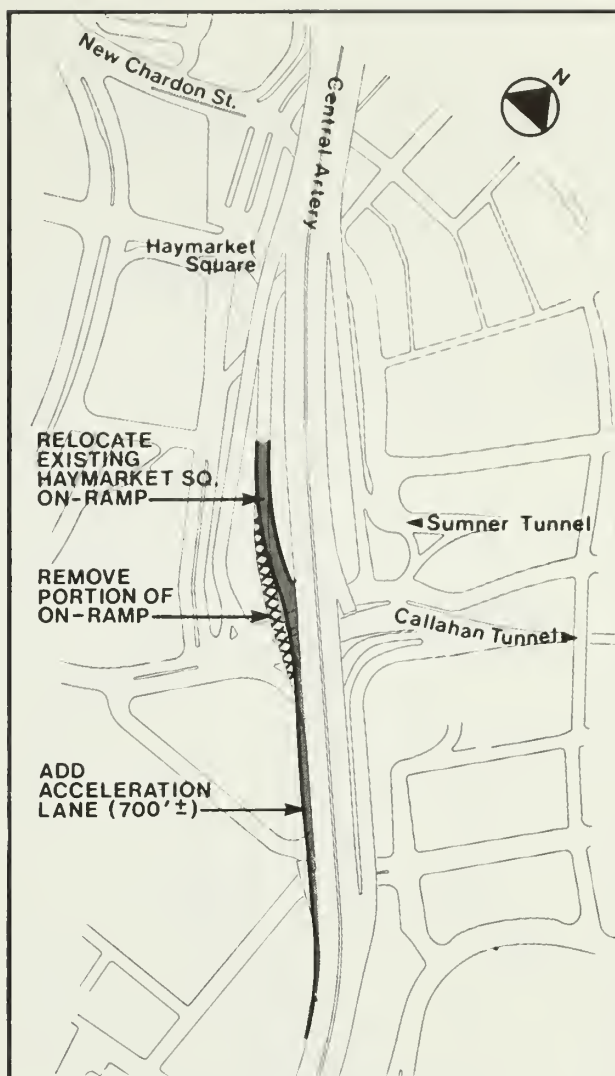 New Chardon St.
Central Artery
N
Haymarket
Square
RELOCATE
EXISTING
HAYMARKET SQ.
ON-RAMP
Sumner Tunnel
REMOVE
PORTION OF
ON-RAMP
Callahan Tunnel
ADD
ACCELERATION
LANE (700'±)